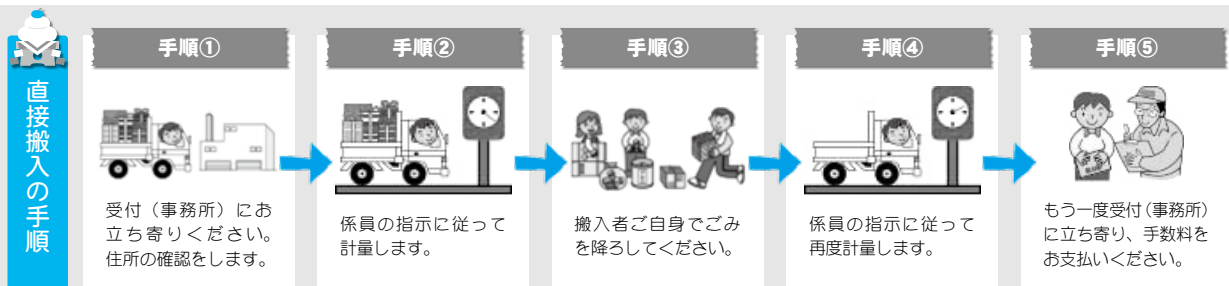 直接搬入の手順
手順①
受付（事務所）にお
立ち寄りください。
住所の確認をします。
手順②
係員の指示に従って
計量します。
手順③
搬入者ご自身でごみ
を降ろしてください。
手順④
係員の指示に従って
再度計量します。
手順⑤
もう一度受付（事務所）
に立ち寄り、手数料を
お支払いください。